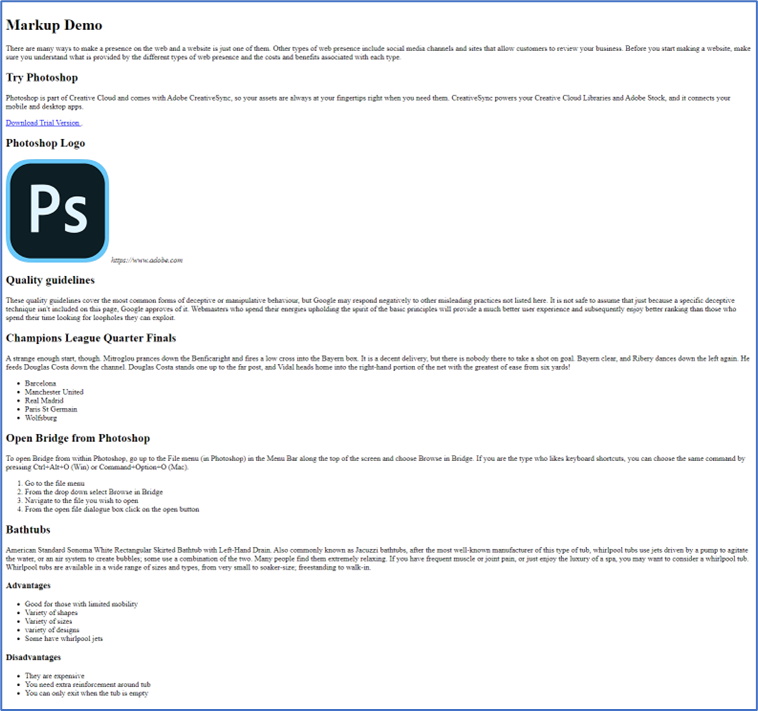 Markup Demo
There are many ways to make a presence on the web and a website is just one of them. Other types of web presence include social media channels and sites that allow customers to review your business. Before you start making a website, make
sure you understand what is provided by the different types of web presence and the costs and benefits associated with each type.
Try Photoshop
Photoshop is part of Creative Cloud and comes with Adobe CreativeSync, so your assets are always at your fingertips right when you need them. CreativeSync powers your Creative Cloud Libraries and Adobe Stock, and it connects your
mobile and desktop apps.
Download Trial Version
Photoshop Logo
Ps
https://www.adobe.com
Quality guidelines
These quality guidelines cover the most common forms of deceptive or manipulative behaviour, but Google may respond negatively to other misleading practices not listed here. It is not safe to assume that just because a specific deceptive
technique isn't included on this page, Google approves of it. Webmasters who spend their energies upholding the spirit of the basic principles will provide a much better user experience and subsequently enjoy better ranking than those who
spend their time looking for loopholes they can exploit.
Champions League Quarter Finals
A strange enough start, though. Mitroglou prances down the Benficaright and fires a low cross into the Bayern box. It is a decent delivery, but there is nobody there to take a shot on goal. Bayern clear, and Ribery dances down the left again. He
feeds Douglas Costa down the channel. Douglas Costa stands one up to the far post, and Vidal heads home into the right-hand portion of the net with the greatest of ease from six yards!
• Barcelona
• Manchester United
• Real Madrid
• Paris St Germain
• Wolfsburg
Open Bridge from Photoshop
To open Bridge from within Photoshop, go up to the File menu (in Photoshop) in the Menu Bar along the top of the screen and choose Browse in Bridge. If you are the type who likes keyboard shortcuts, you can choose the same command by
pressing Ctrl+Alt+O (Win) or Command+Option+O (Mac).
1. Go to the file menu
2. From the drop down select Browse in Bridge
3. Navigate to the file you wish to open
4. From the open file dialogue box click on the open button
Bathtubs
American Standard Sonoma White Rectangular Skirted Bathtub with Left-Hand Drain. Also commonly known as Jacuzzi bathtubs, after the most well-known manufacturer of this type of tub, whirlpool tubs use jets driven by a pump to agitate
the water, or an air system to create bubbles; some use a combination of the two. Many people find them extremely relaxing. If you have frequent muscle or joint pain, or just enjoy the luxury of a spa, you may want to consider a whirlpool tub.
Whirlpool tubs are available in a wide range of sizes and types, from very small to soaker-size; freestanding to walk-in.
Advantages
• Good for those with limited mobility
• Variety of shapes
• Variety of sizes
• variety of designs
• Some have whirlpool jets
Disadvantages
• They are expensive
• You need extra reinforcement around tub
• You can only exit when the tub is empty